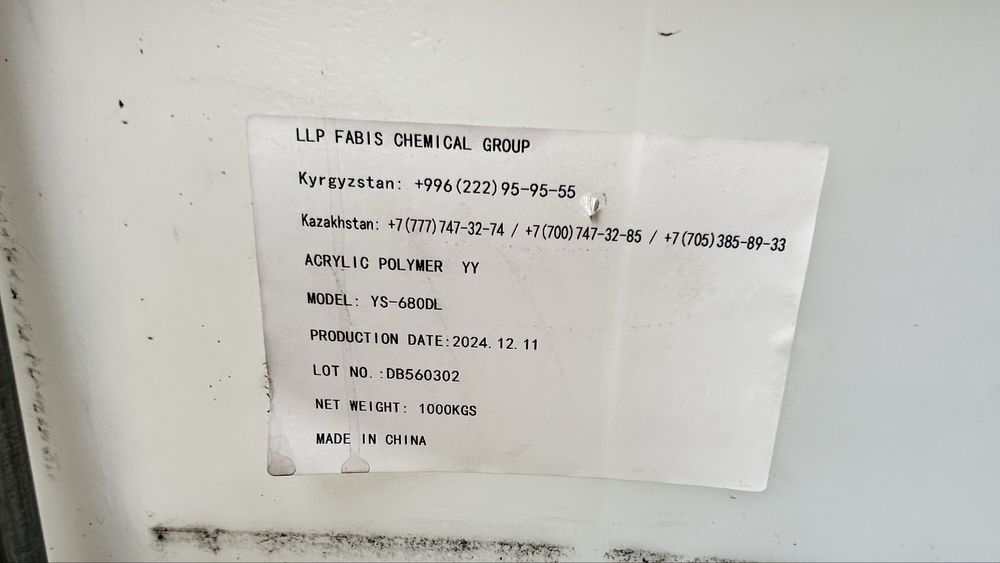 LLP FABIS CHEMICAL GROUP
Kyrgyzstan: +996(222)95-95-55
Kazakhstan: +7(777)747-32-74 / +7(700)747-32-85 / +7(705)385-89-33
ACRYLIC POLYMER YY
MODEL: YS-680DL
PRODUCTION DATE:2024.12.11
LOT NO.:DB560302
NET WEIGHT: 1000KGS
MADE IN CHINA